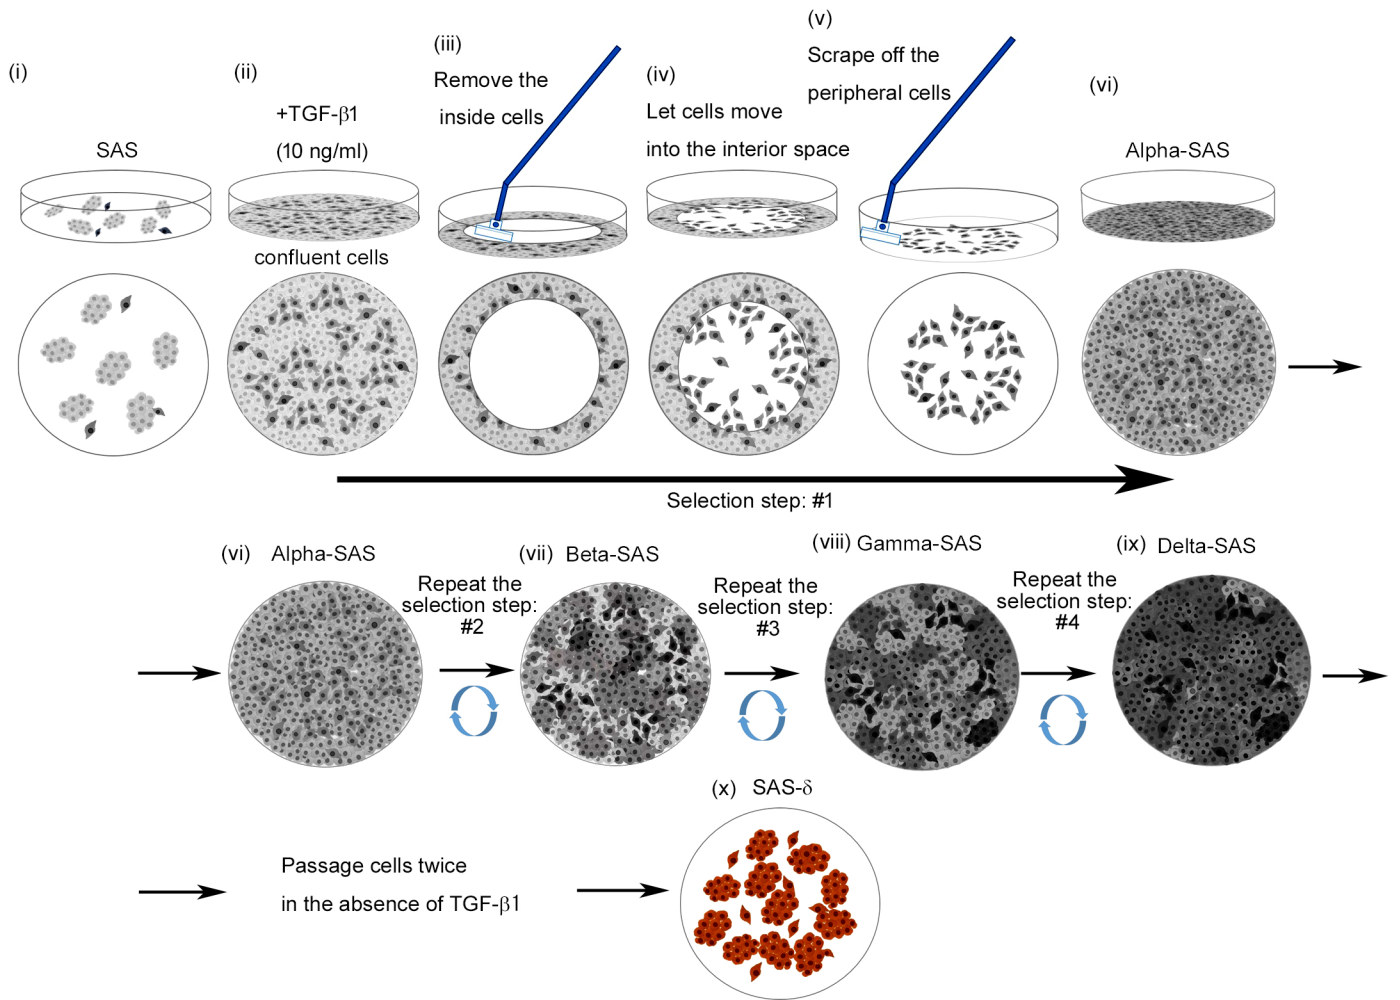 (i)
SAS
(ii)
+TGF-β1
(10 ng/ml)
confluent cells
(iii)
Remove the
inside cells
(iv)
Let cells move
into the interior space
(v)
Scrape off the
peripheral cells
(vi)
Alpha-SAS
Selection step: #1
(vi) Alpha-SAS
Repeat the
selection step:
#2
(vii) Beta-SAS
Repeat the
selection step:
#3
(viii) Gamma-SAS
Repeat the
selection step:
#4
(ix) Delta-SAS
Passage cells twice
in the absence of TGF-β1
(x) SAS-δ